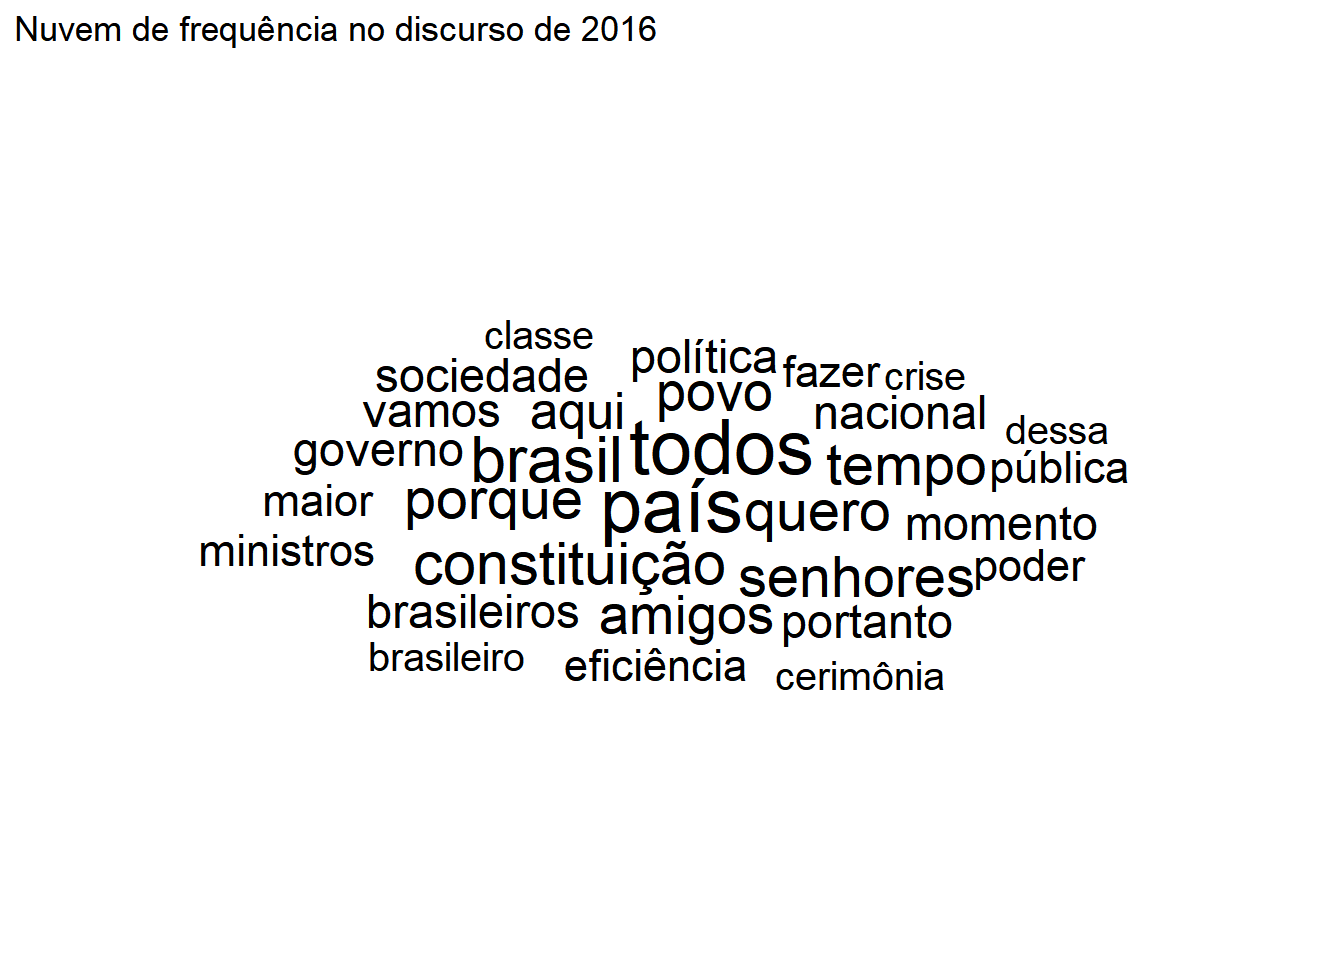 Nuvem de frequência no discurso de 2016
classe
política
sociedade
fazer
crise
povo
vamos
aqui
nacional
dessa
governo
brasil
todos
tempo
pública
maior
porque
país
quero
momento
ministros
constituição
senhores
poder
brasileiros
amigos
portanto
brasileiro
eficiência
cerimônia